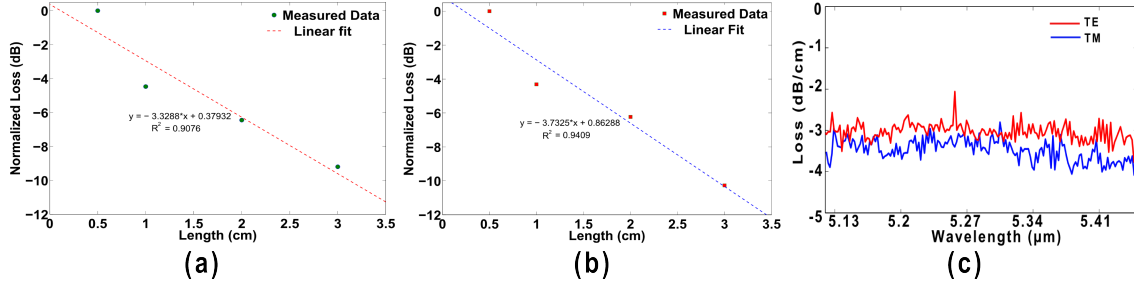 0
−2
−4
−6
−8
−10
−12
Normalized Loss (dB)
Measured Data
Linear fit
y = − 3.3288*x + 0.37932
R² = 0.9076
0 0.5 1 1.5 2 2.5 3 3.5
Length (cm)
(a)
0
−2
−4
−6
−8
−10
−12
Normalized Loss (dB)
Measured Data
Linear Fit
y = − 3.7325*x + 0.86288
R² = 0.9409
0 0.5 1 1.5 2 2.5 3 3.5
Length (cm)
(b)
0
-1
-2
-3
-4
-5
Loss (dB/cm)
TE
TM
5.13 5.2 5.27 5.34 5.41
Wavelength (µm)
(c)